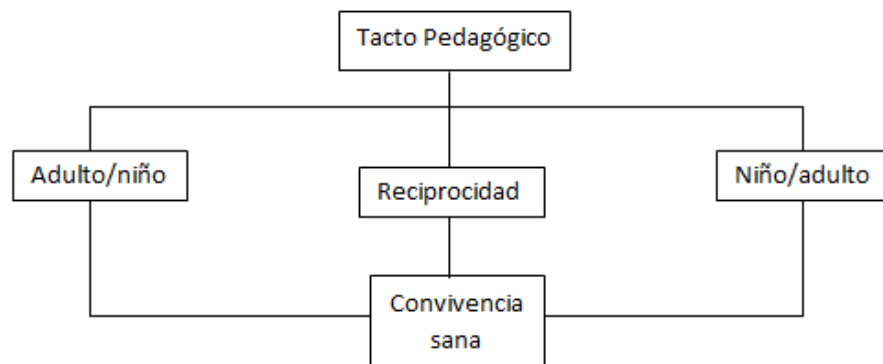 Tacto Pedagógico
Adulto/niño
Reciprocidad
Niño/adulto
Convivencia
sana